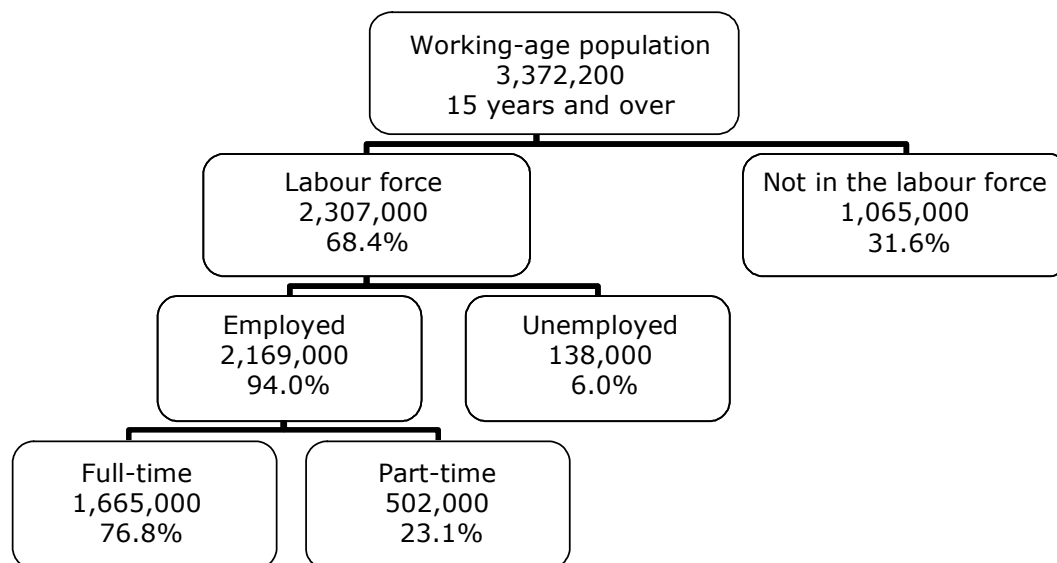 Working-age population
3,372,200
15 years and over
Labour force
2,307,000
68.4%
Not in the labour force
1,065,000
31.6%
Employed
2,169,000
94.0%
Unemployed
138,000
6.0%
Full-time
1,665,000
76.8%
Part-time
502,000
23.1%